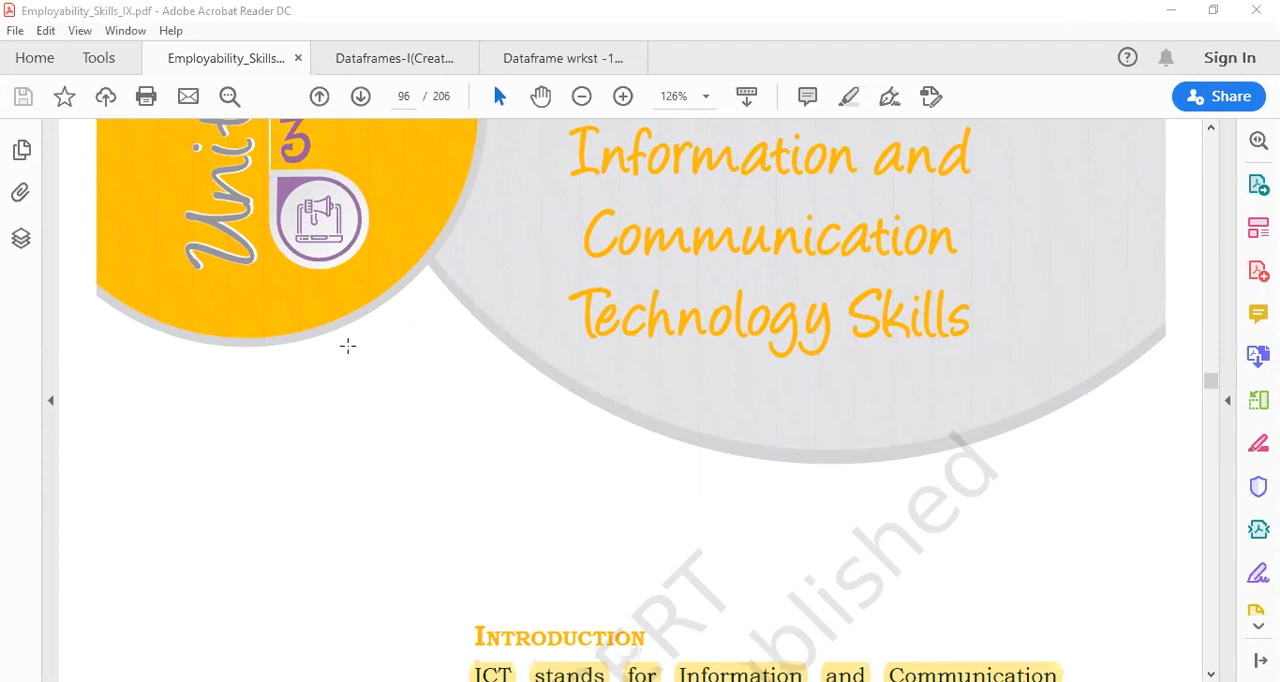 Employability_Skills_IX.pdf - Adobe Acrobat Reader DC
File Edit View Window Help
Home Tools Employability_Skills... × Dataframes-I(Creat... Dataframe wrkst -1... Sign In
96 / 206 126% Share
Unit 3
Information and
Communication
Technology Skills
INTRODUCTION
ICT stands for Information and Communication